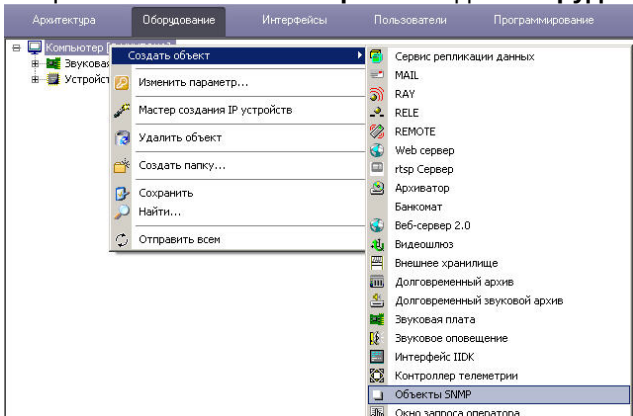 Архитектура Оборудование Интерфейсы Пользователи Программирование
Компьютер
Звуковая
Устройст
Создать объект
Изменить параметр...
Мастер создания IP устройств
Удалить объект
Создать папку...
Сохранить
Найти...
Отправить всем
Сервис репликации данных
MAIL
RAY
RELE
REMOTE
Web сервер
rtsp Сервер
Архиватор
Банкомат
Веб-сервер 2.0
Видеошлюз
Внешнее хранилище
Долговременный архив
Долговременный звуковой архив
Звуковая плата
Звуковое оповещение
Интерфейс IIDK
Контроллер телеметрии
Объекты SNMP
Окно запроса оператора